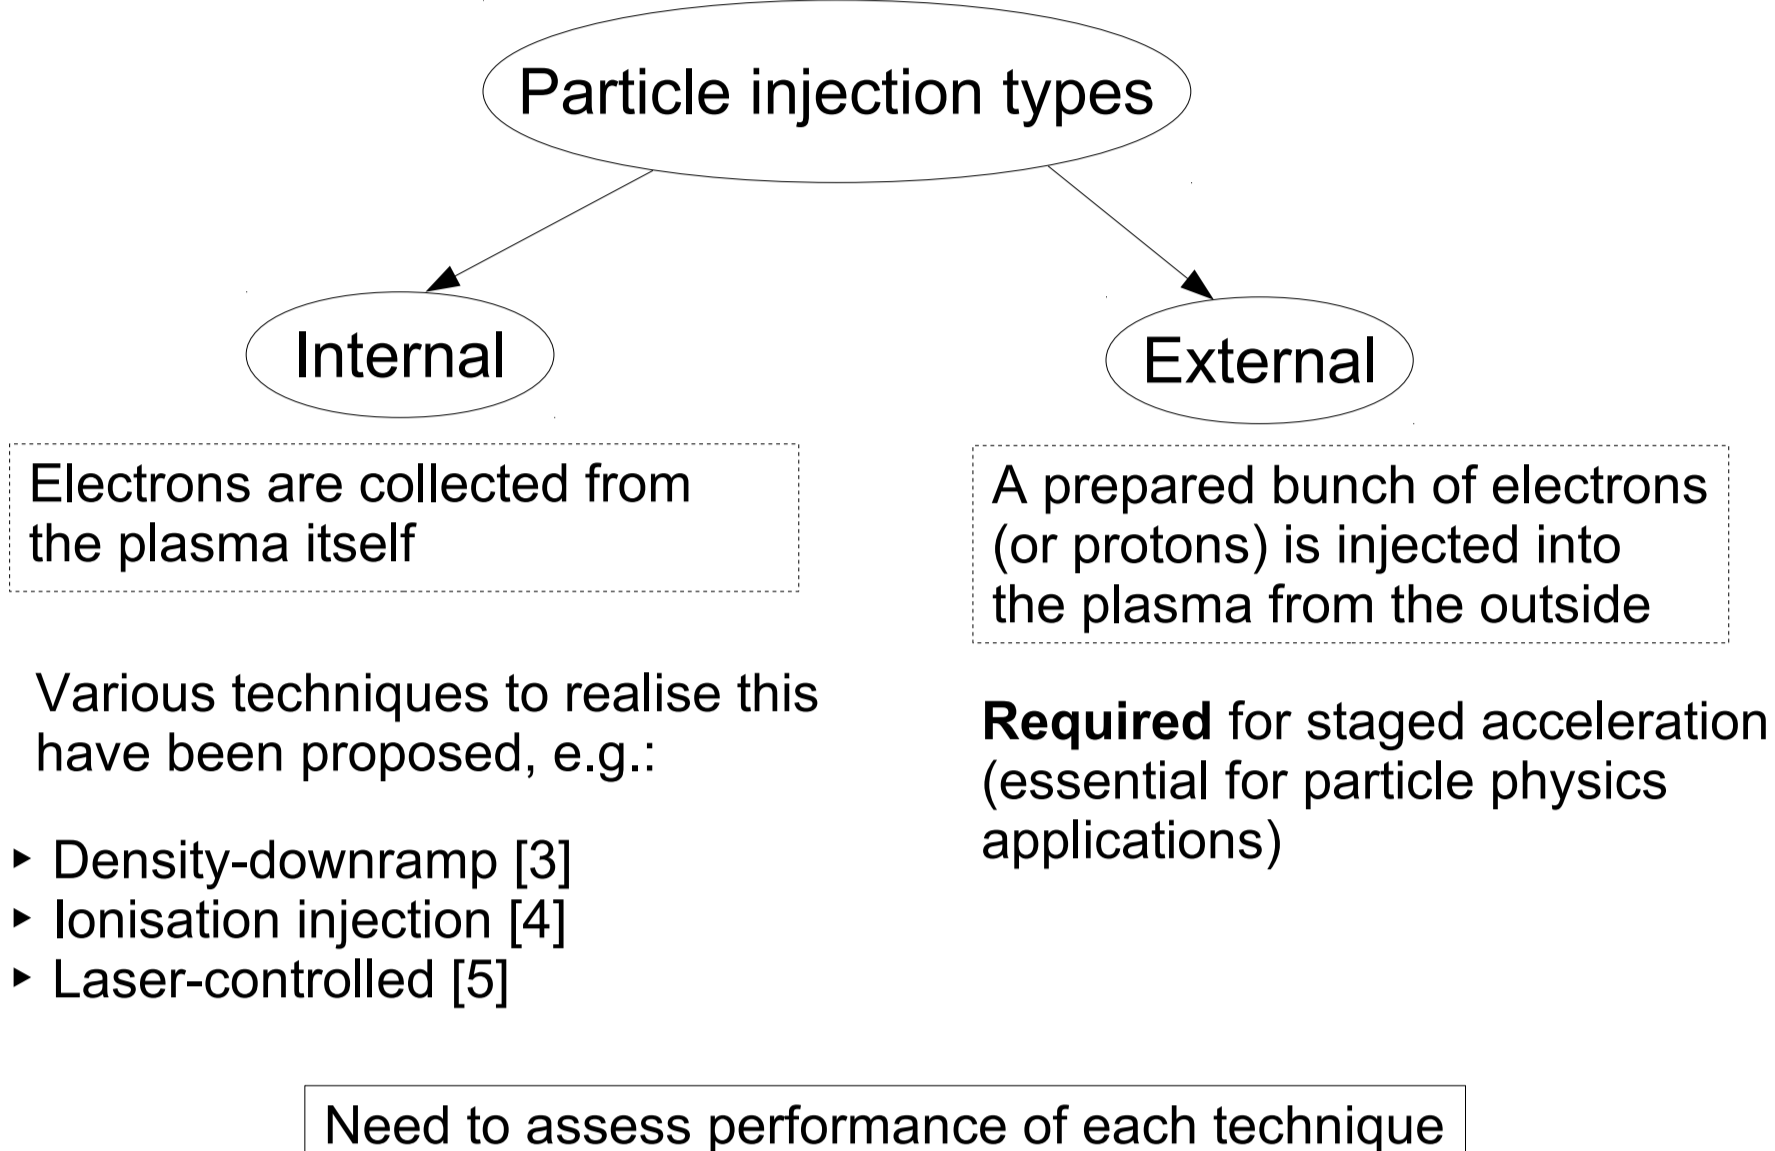 Particle injection types
Internal
Electrons are collected from
the plasma itself
Various techniques to realise this
have been proposed, e.g.:
‣ Density-downramp [3]
‣ Ionisation injection [4]
‣ Laser-controlled [5]
External
A prepared bunch of electrons
(or protons) is injected into
the plasma from the outside
Required for staged acceleration
(essential for particle physics
applications)
Need to assess performance of each technique